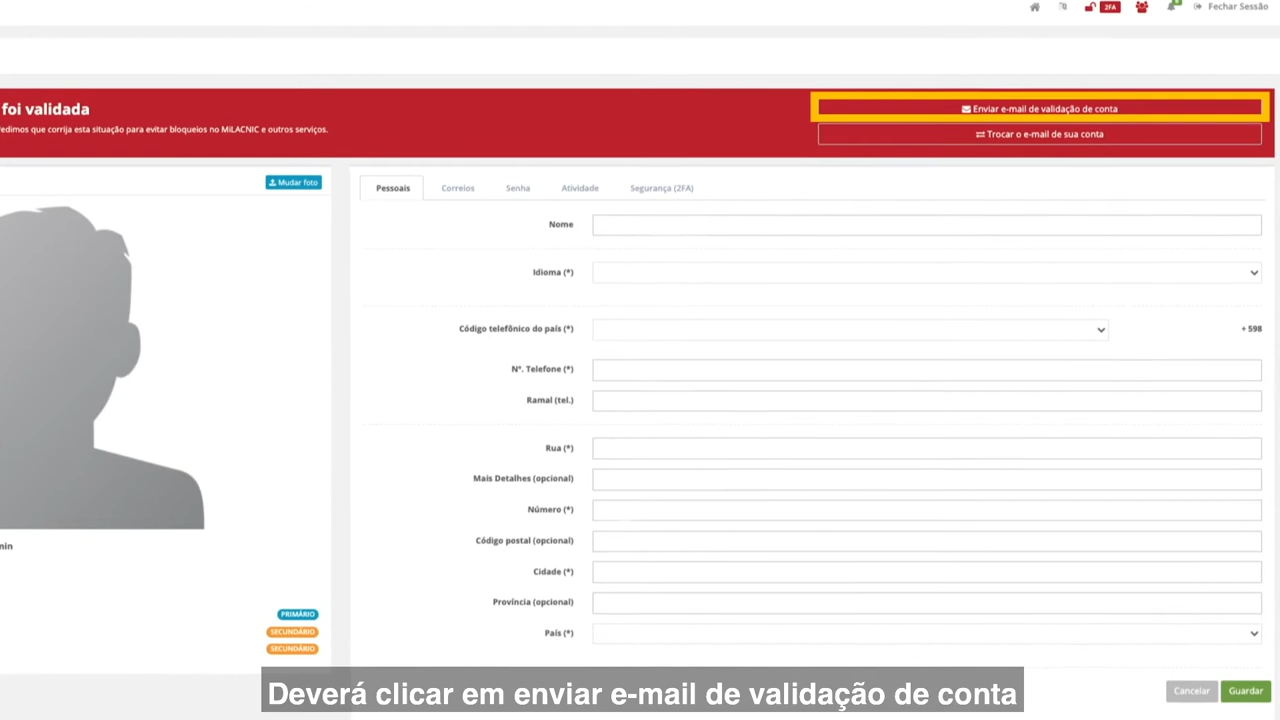 2FA
Fechar Sessão
foi validada
Pedimos que corrija esta situação para evitar bloqueios no MiLACNIC e outros serviços.
Enviar e-mail de validação de conta
Trocar o e-mail de sua conta
Mudar foto
Pessoais
Correios
Senha
Atividade
Segurança (2FA)
Nome
Idioma (*)
Código telefônico do país (*)
+ 598
Nº. Telefone (*)
Ramal (tel.)
Rua (*)
Mais Detalhes (opcional)
Número (*)
Código postal (opcional)
Cidade (*)
Província (opcional)
País (*)
min
PRIMÁRIO
SECUNDÁRIO
SECUNDÁRIO
Cancelar
Guardar
Deverá clicar em enviar e-mail de validação de conta